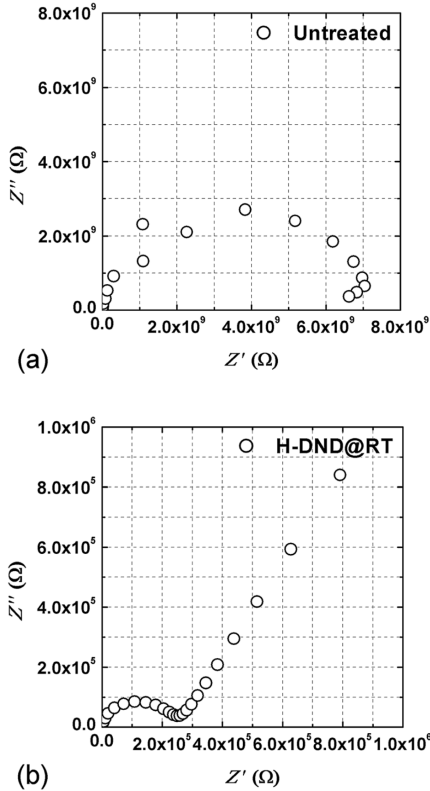 8.0x10⁹
Untreated
6.0x10⁹
4.0x10⁹
Z'' (Ω)
2.0x10⁹
0.0
0.0 2.0x10⁹ 4.0x10⁹ 6.0x10⁹ 8.0x10⁹
(a)
Z' (Ω)
1.0x10⁶
H-DND@RT
8.0x10⁵
6.0x10⁵
Z'' (Ω)
4.0x10⁵
2.0x10⁵
0.0
0.0 2.0x10⁵ 4.0x10⁵ 6.0x10⁵ 8.0x10⁵ 1.0x10⁶
(b)
Z' (Ω)